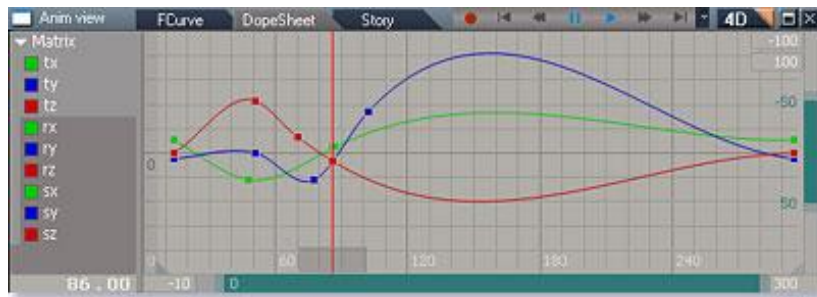 Anim view FCurve DopeSheet Story 4D
Matrix
tx
ty
tz
rx
ry
rz
sx
sy
sz
-100
100
-50
0
50
0 60 120 180 240
86.00 -10 0 300